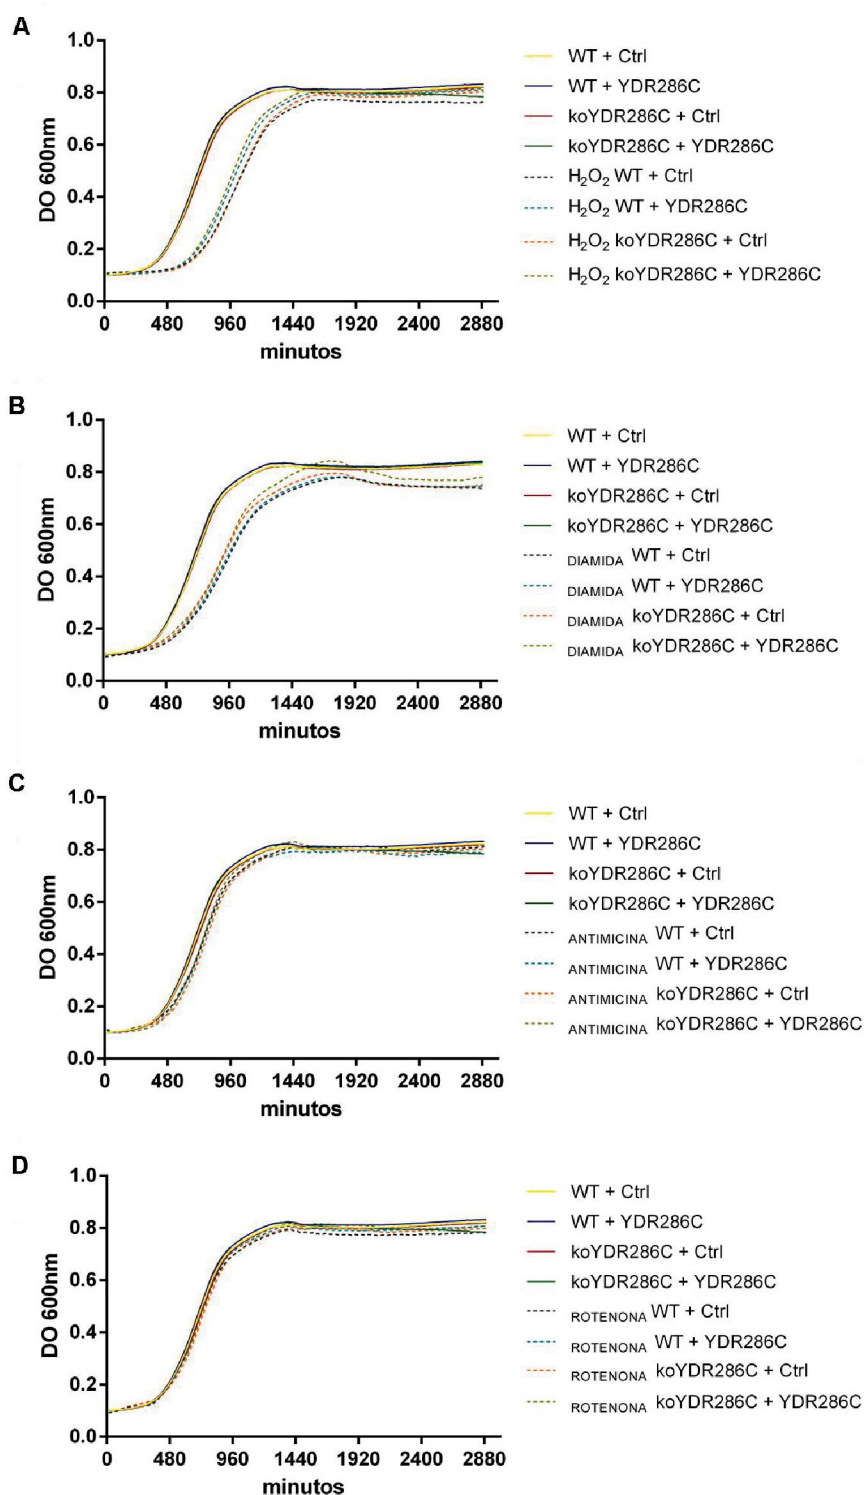 A
1.0
0.8
0.6
0.4
0.2
0.0
DO 600nm
0 480 960 1440 1920 2400 2880
minutos
WT + Ctrl
WT + YDR286C
koYDR286C + Ctrl
koYDR286C + YDR286C
H₂O₂ WT + Ctrl
H₂O₂ WT + YDR286C
H₂O₂ koYDR286C + Ctrl
H₂O₂ koYDR286C + YDR286C
B
1.0
0.8
0.6
0.4
0.2
0.0
DO 600nm
0 480 960 1440 1920 2400 2880
minutos
WT + Ctrl
WT + YDR286C
koYDR286C + Ctrl
koYDR286C + YDR286C
DIAMIDA WT + Ctrl
DIAMIDA WT + YDR286C
DIAMIDA koYDR286C + Ctrl
DIAMIDA koYDR286C + YDR286C
C
1.0
0.8
0.6
0.4
0.2
0.0
DO 600nm
0 480 960 1440 1920 2400 2880
minutos
WT + Ctrl
WT + YDR286C
koYDR286C + Ctrl
koYDR286C + YDR286C
ANTIMICINA WT + Ctrl
ANTIMICINA WT + YDR286C
ANTIMICINA koYDR286C + Ctrl
ANTIMICINA koYDR286C + YDR286C
D
1.0
0.8
0.6
0.4
0.2
0.0
DO 600nm
0 480 960 1440 1920 2400 2880
minutos
WT + Ctrl
WT + YDR286C
koYDR286C + Ctrl
koYDR286C + YDR286C
ROTENONA WT + Ctrl
ROTENONA WT + YDR286C
ROTENONA koYDR286C + Ctrl
ROTENONA koYDR286C + YDR286C